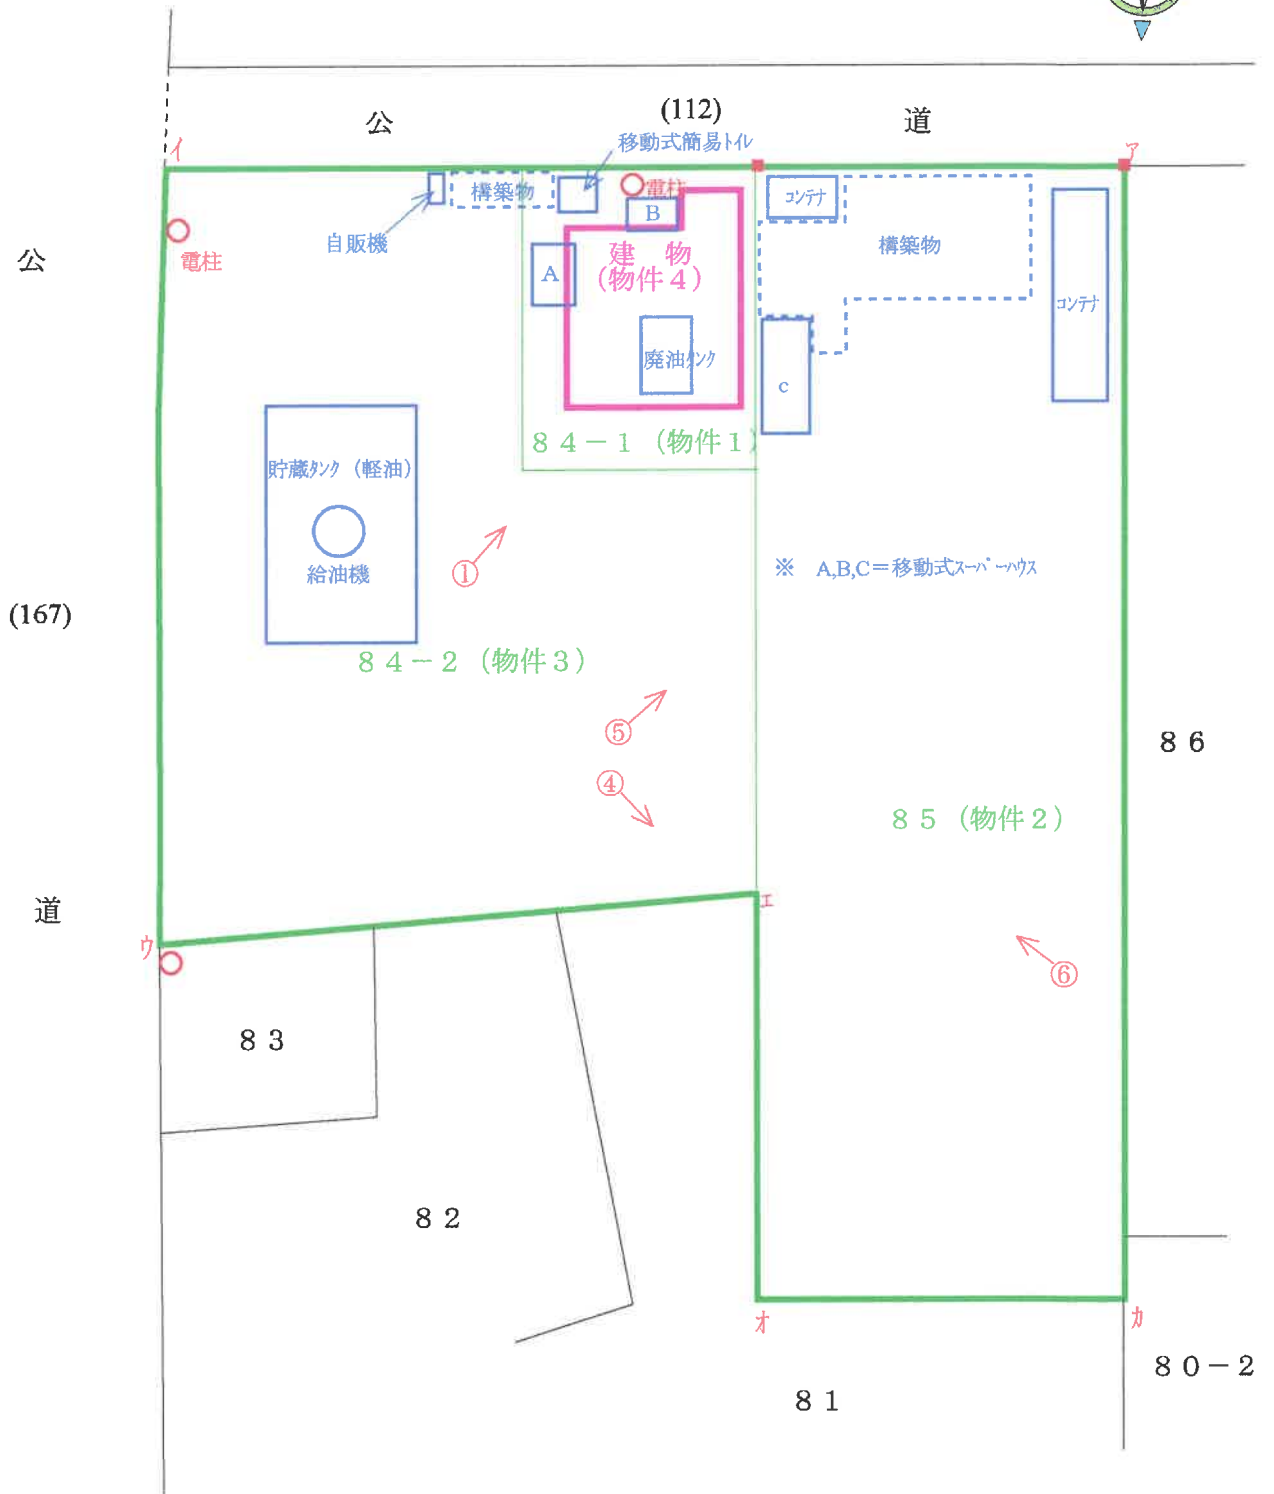 公
(112)
道
移動式簡易ﾄｲﾚ
イ
ア
構築物
電柱
B
コンテナ
自販機
公
電柱
A
建　物
(物件４)
構築物
コンテナ
廃油ﾀﾝｸ
c
８４－１（物件１）
貯蔵ﾀﾝｸ（軽油）
給油機
①
※　A,B,C＝移動式ｽｰﾊﾟｰﾊｳｽ
(167)
８４－２（物件３）
⑤
８６
④
８５（物件２）
道
エ
ウ
⑥
８３
８２
オ
カ
８０－２
８１